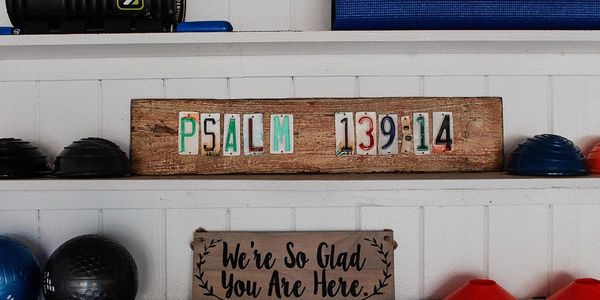 PSALM 139:14
We're So Glad
You Are Here.